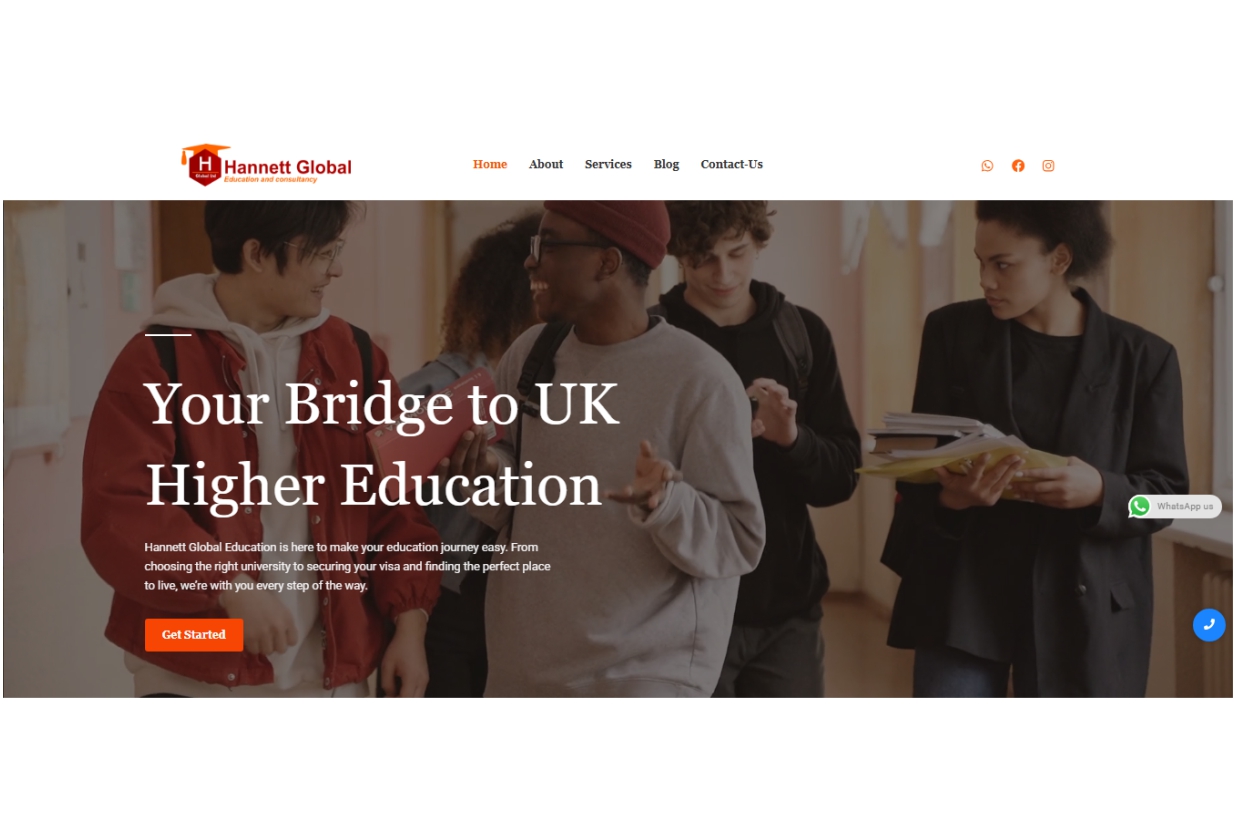 H
Global ltd
Hannett Global
Education and consultancy
Home About Services Blog Contact-Us
Your Bridge to UK
Higher Education
Hannett Global Education is here to make your education journey easy. From
choosing the right university to securing your visa and finding the perfect place
to live, we’re with you every step of the way.
Get Started
WhatsApp us